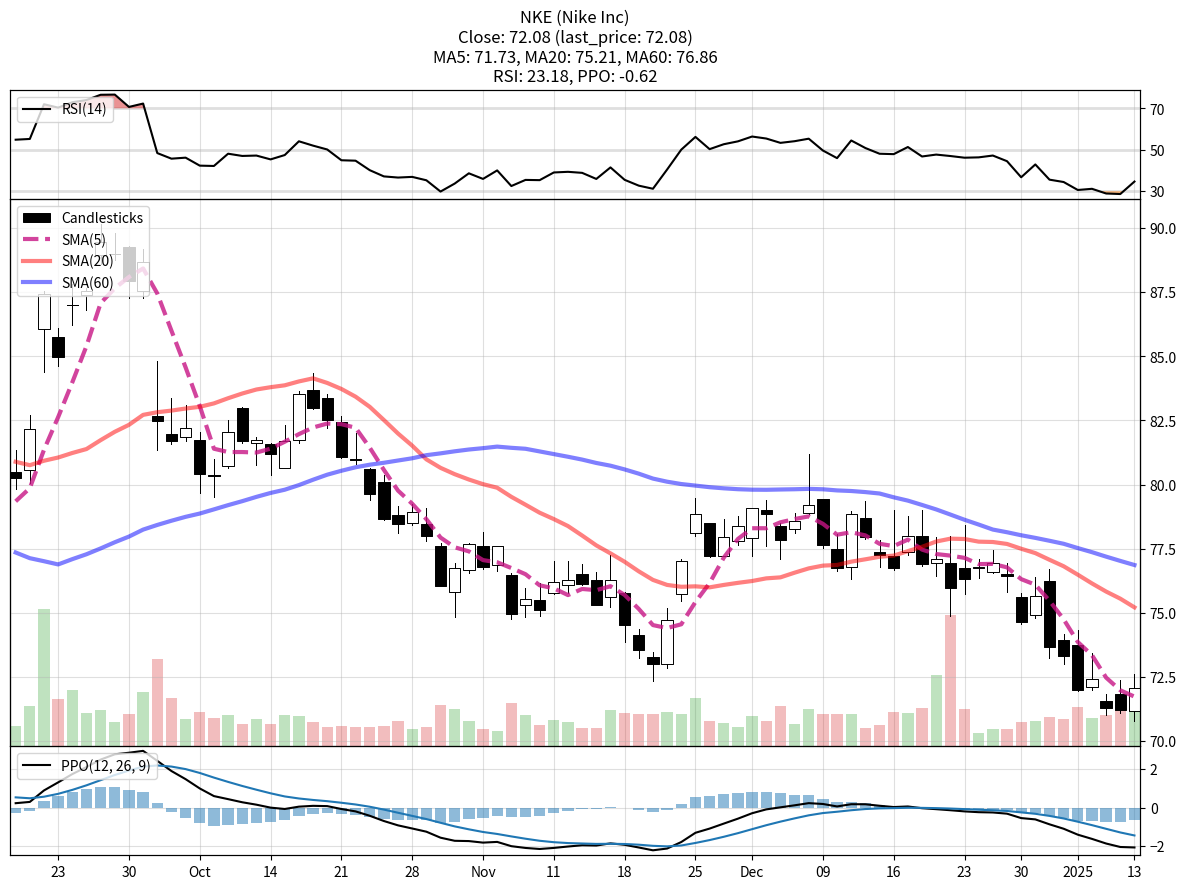 NKE (Nike Inc)
Close: 72.08 (last_price: 72.08)
MA5: 71.73, MA20: 75.21, MA60: 76.86
RSI: 23.18, PPO: -0.62
RSI(14)
70
50
30
Candlesticks
SMA(5)
SMA(20)
SMA(60)
90.0
87.5
85.0
82.5
80.0
77.5
75.0
72.5
70.0
PPO(12, 26, 9)
2
0
−2
23 30 Oct 14 21 28 Nov 11 18 25 Dec 09 16 23 30 2025 13